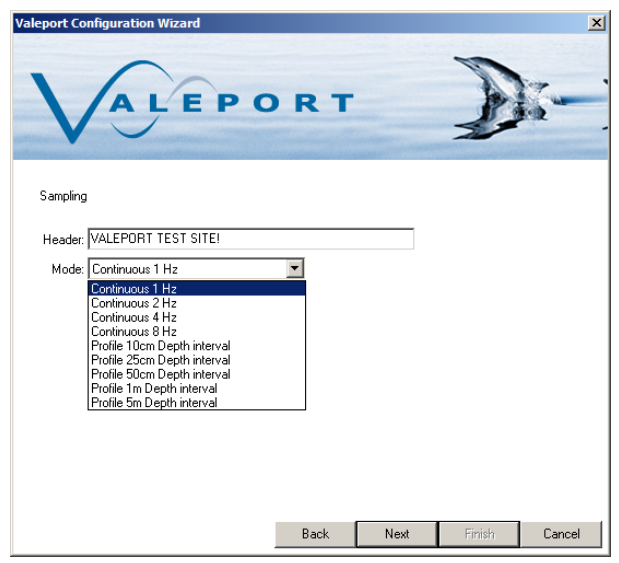 Valeport Configuration Wizard
VALEPORT
Sampling
Header: VALEPORT TEST SITE!
Mode: Continuous 1 Hz
Continuous 1 Hz
Continuous 2 Hz
Continuous 4 Hz
Continuous 8 Hz
Profile 10cm Depth interval
Profile 25cm Depth interval
Profile 50cm Depth interval
Profile 1m Depth interval
Profile 5m Depth interval
Back Next Finish Cancel